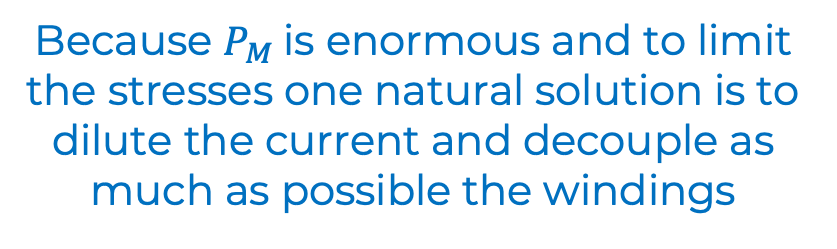 Because P_M is enormous and to limit
the stresses one natural solution is to
dilute the current and decouple as
much as possible the windings